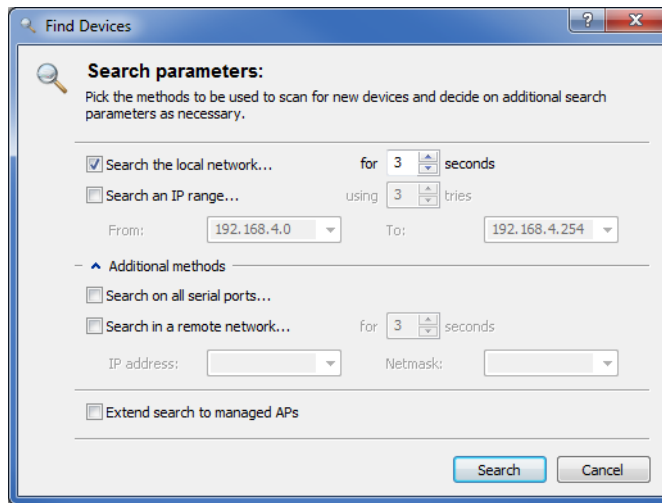 Find Devices
Search parameters:
Pick the methods to be used to scan for new devices and decide on additional search
parameters as necessary.
Search the local network... for 3 seconds
Search an IP range... using 3 tries
From: 192.168.4.0 To: 192.168.4.254
Additional methods
Search on all serial ports...
Search in a remote network... for 3 seconds
IP address: Netmask:
Extend search to managed APs
Search Cancel